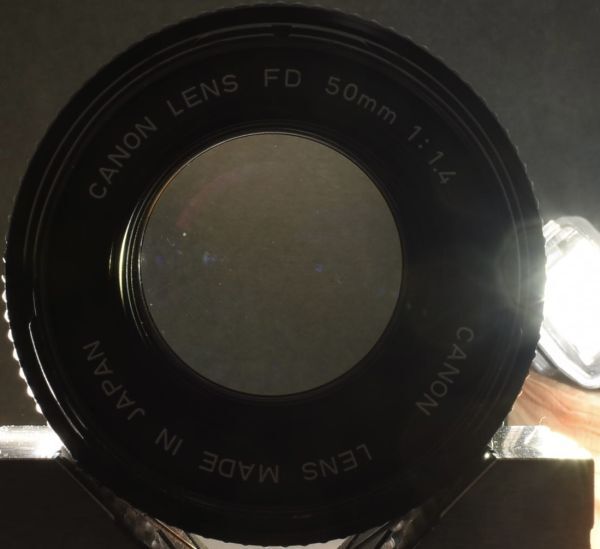 CANON LENS FD 50mm 1:1.4
CANON LENS MADE IN JAPAN